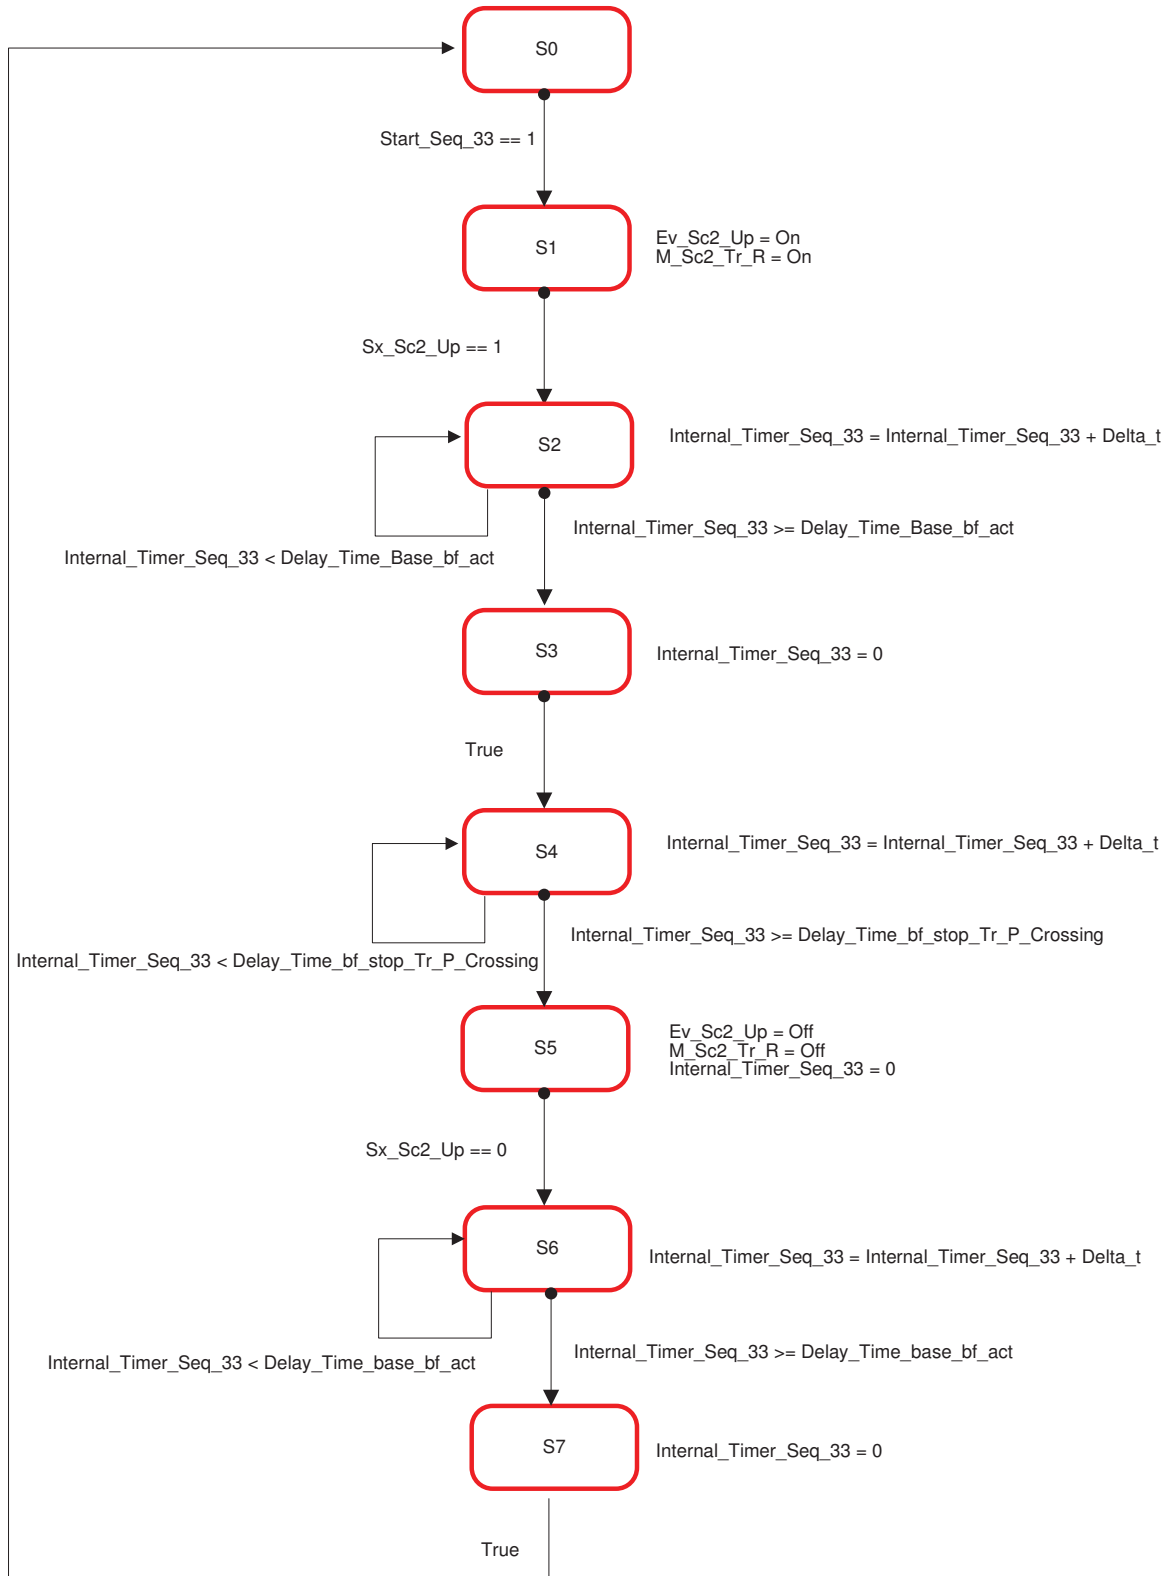 S0
Start_Seq_33 == 1
S1
Ev_Sc2_Up = On
M_Sc2_Tr_R = On
Sx_Sc2_Up == 1
S2
Internal_Timer_Seq_33 = Internal_Timer_Seq_33 + Delta_t
Internal_Timer_Seq_33 >= Delay_Time_Base_bf_act
Internal_Timer_Seq_33 < Delay_Time_Base_bf_act
S3
Internal_Timer_Seq_33 = 0
True
S4
Internal_Timer_Seq_33 = Internal_Timer_Seq_33 + Delta_t
Internal_Timer_Seq_33 >= Delay_Time_bf_stop_Tr_P_Crossing
Internal_Timer_Seq_33 < Delay_Time_bf_stop_Tr_P_Crossing
S5
Ev_Sc2_Up = Off
M_Sc2_Tr_R = Off
Internal_Timer_Seq_33 = 0
Sx_Sc2_Up == 0
S6
Internal_Timer_Seq_33 = Internal_Timer_Seq_33 + Delta_t
Internal_Timer_Seq_33 >= Delay_Time_base_bf_act
Internal_Timer_Seq_33 < Delay_Time_base_bf_act
S7
Internal_Timer_Seq_33 = 0
True